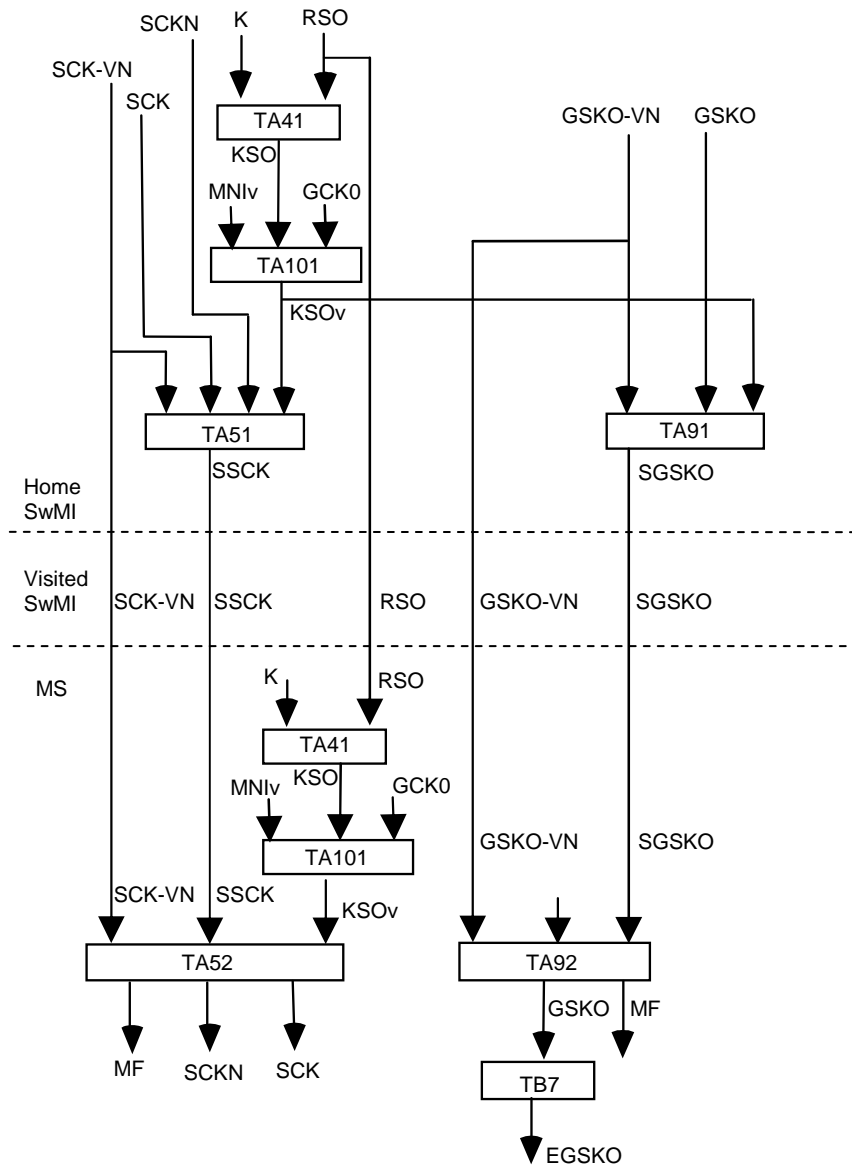 SCKN
K
RSO
SCK-VN
SCK
TA41
GSKO-VN
GSKO
KSO
MNIv
GCK0
TA101
KSOv
TA51
TA91
SSCK
SGSKO
Home
SwMI
Visited
SwMI
SCK-VN
SSCK
RSO
GSKO-VN
SGSKO
MS
K
RSO
TA41
KSO
MNIv
GCK0
TA101
GSKO-VN
SGSKO
SCK-VN
SSCK
KSOv
TA52
TA92
GSKO
MF
MF
SCKN
SCK
TB7
EGSKO